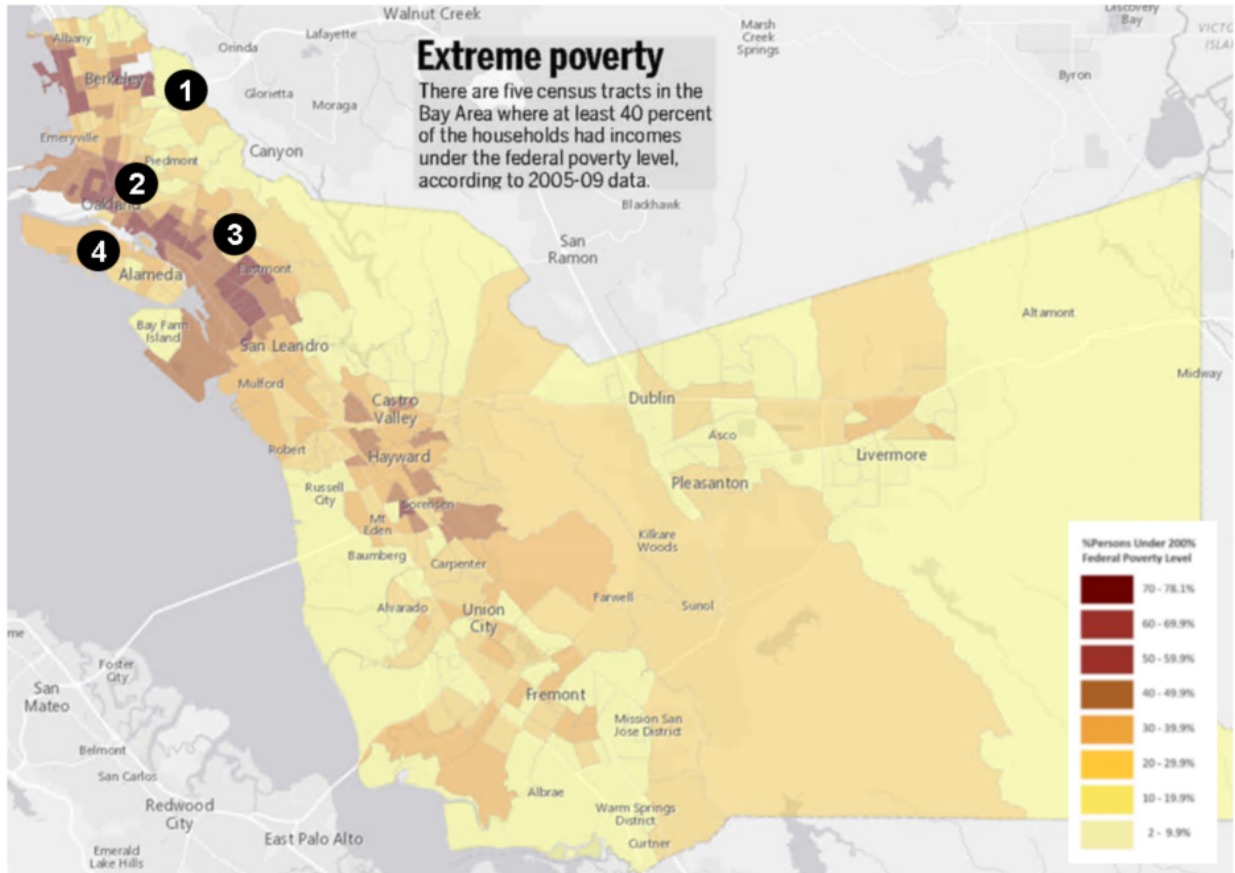 Extreme poverty
There are five census tracts in the
Bay Area where at least 40 percent
of the households had incomes
under the federal poverty level,
according to 2005-09 data.
Walnut Creek
Discovery
Bay
Albany
Orinda
Lafayette
Marsh
Creek
Springs
Byron
Berkeley
1
Glorietta
Moraga
Emeryville
Piedmont
Canyon
2
Oakland
Blackhawk
3
4
San
Ramon
Alameda
Eastmont
Bay Farm
Island
Altamont
San Leandro
Midway
Mulford
Castro
Valley
Dublin
Asco
Robert
Hayward
Livermore
Pleasanton
Russell
City
Sorensen
Mt
Eden
Kilkare
Woods
Baumberg
Carpenter
Farwell
Sunol
Alvarado
Union
City
me
Foster
City
San
Mateo
Fremont
Mission San
Jose District
Belmont
San Carlos
Albrae
Redwood
City
Warm Springs
District
East Palo Alto
Curtner
Emerald
Lake Hills
%Persons Under 200%
Federal Poverty Level
70 - 78.1%
60 - 69.9%
50 - 59.9%
40 - 49.9%
30 - 39.9%
20 - 29.9%
10 - 19.9%
2 - 9.9%